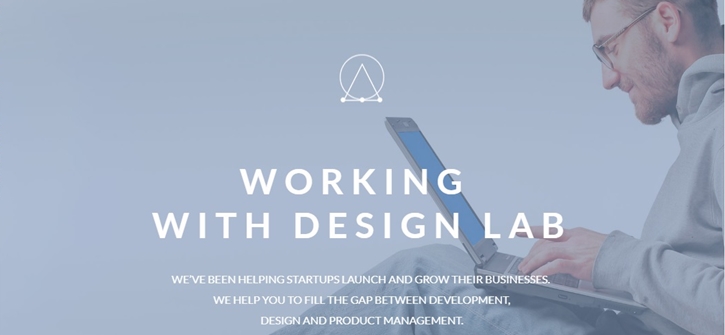 WORKING
WITH DESIGN LAB
WE'VE BEEN HELPING STARTUPS LAUNCH AND GROW THEIR BUSINESSES.
WE HELP YOU TO FILL THE GAP BETWEEN DEVELOPMENT,
DESIGN AND PRODUCT MANAGEMENT.